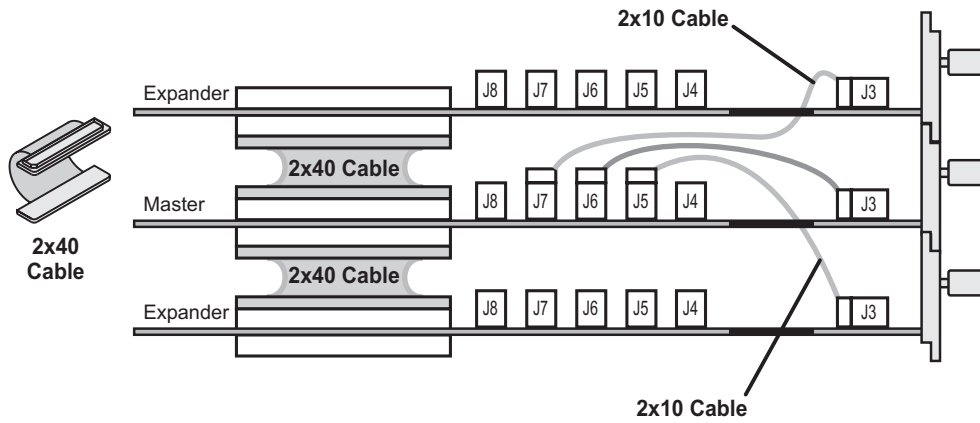 2x10 Cable
Expander
J8 J7 J6 J5 J4 J3
2x40 Cable
Master
J8 J7 J6 J5 J4 J3
2x40
Cable
2x40 Cable
Expander
J8 J7 J6 J5 J4 J3
2x10 Cable